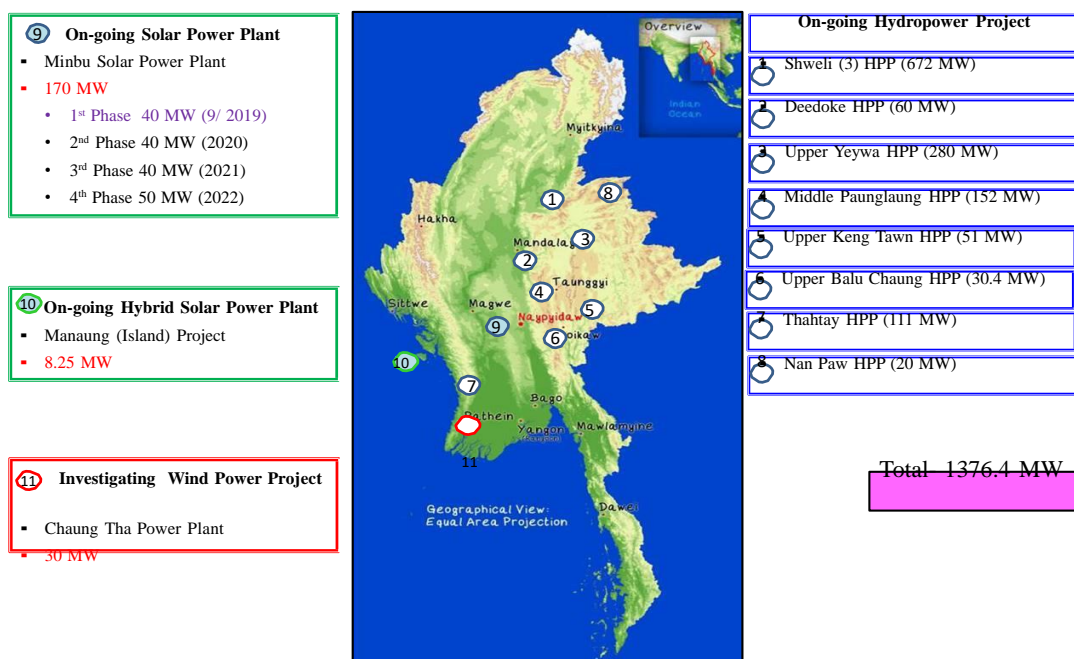 9 On-going Solar Power Plant
▪ Minbu Solar Power Plant
▪ 170 MW
• 1st Phase 40 MW (9/ 2019)
• 2nd Phase 40 MW (2020)
• 3rd Phase 40 MW (2021)
• 4th Phase 50 MW (2022)
10 On-going Hybrid Solar Power Plant
▪ Manaung (Island) Project
▪ 8.25 MW
11 Investigating Wind Power Project
▪ Chaung Tha Power Plant
▪ 30 MW
Overview
Indian
Ocean
Myitkyina
8
1
Hakha
3
Mandalay
2
Taunggyi
4
Sittwe
Magwe
5
Naypyidaw
9
oikaw
6
10
7
Bago
Pathein
Yangon
Mawlamyine
11
Dawei
Geographical View:
Equal Area Projection
On-going Hydropower Project
1 Shweli (3) HPP (672 MW)
2 Deedoke HPP (60 MW)
3 Upper Yeywa HPP (280 MW)
4 Middle Paunglaung HPP (152 MW)
5 Upper Keng Tawn HPP (51 MW)
6 Upper Balu Chaung HPP (30.4 MW)
7 Thahtay HPP (111 MW)
8 Nan Paw HPP (20 MW)
Total- 1376.4 MW